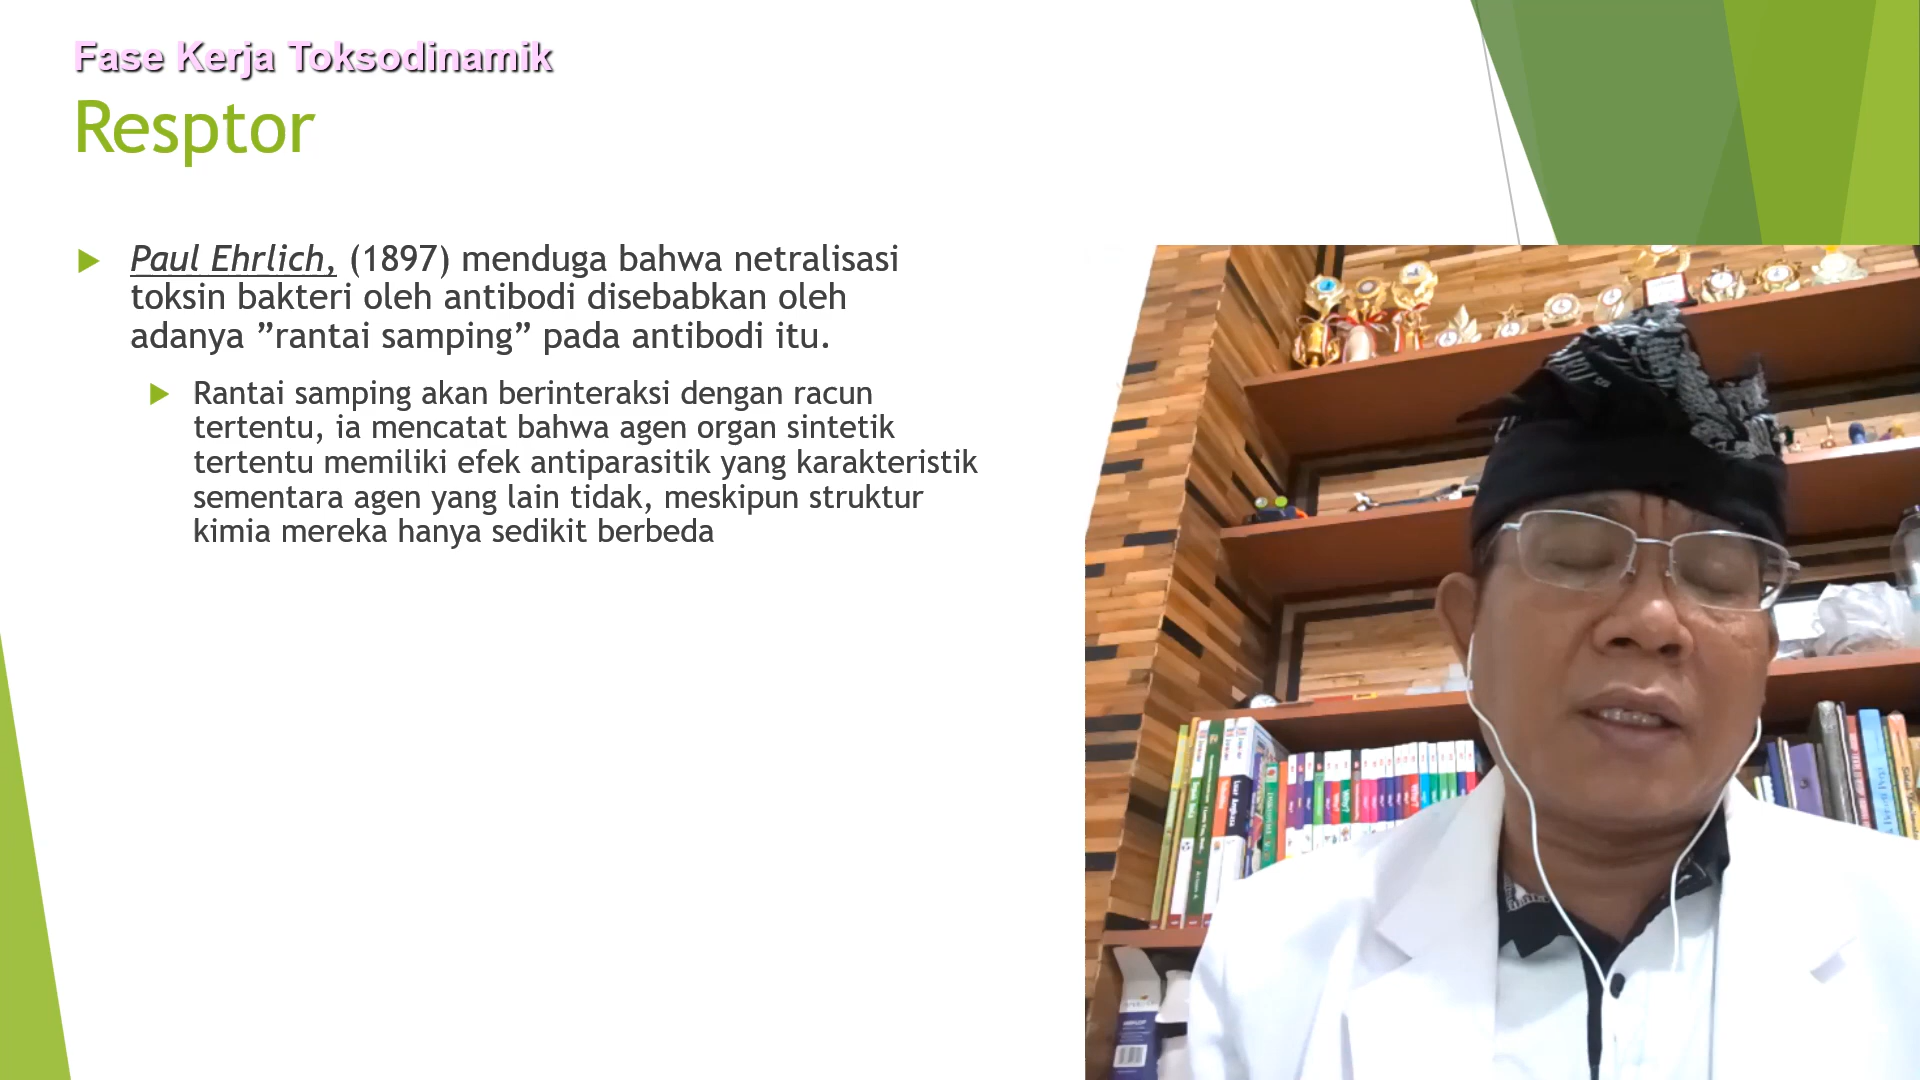 Fase Kerja Toksodinamik
Resptor
Paul Ehrlich, (1897) menduga bahwa netralisasi
toksin bakteri oleh antibodi disebabkan oleh
adanya ”rantai samping” pada antibodi itu.
Rantai samping akan berinteraksi dengan racun
tertentu, ia mencatat bahwa agen organ sintetik
tertentu memiliki efek antiparasitik yang karakteristik
sementara agen yang lain tidak, meskipun struktur
kimia mereka hanya sedikit berbeda